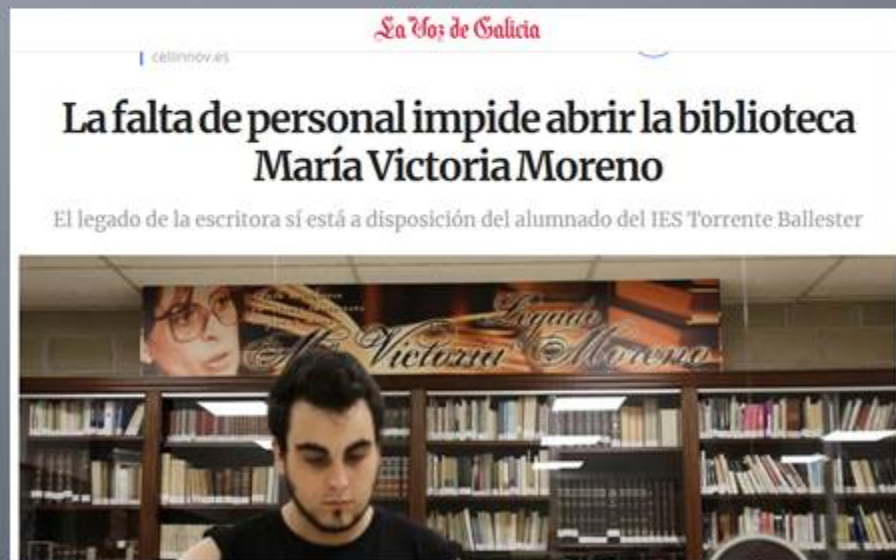 La Voz de Galicia
cellinnov.es
La falta de personal impide abrir la biblioteca
María Victoria Moreno
El legado de la escritora sí está a disposición del alumnado del IES Torrente Ballester
Legado
Mª Victoria Moreno